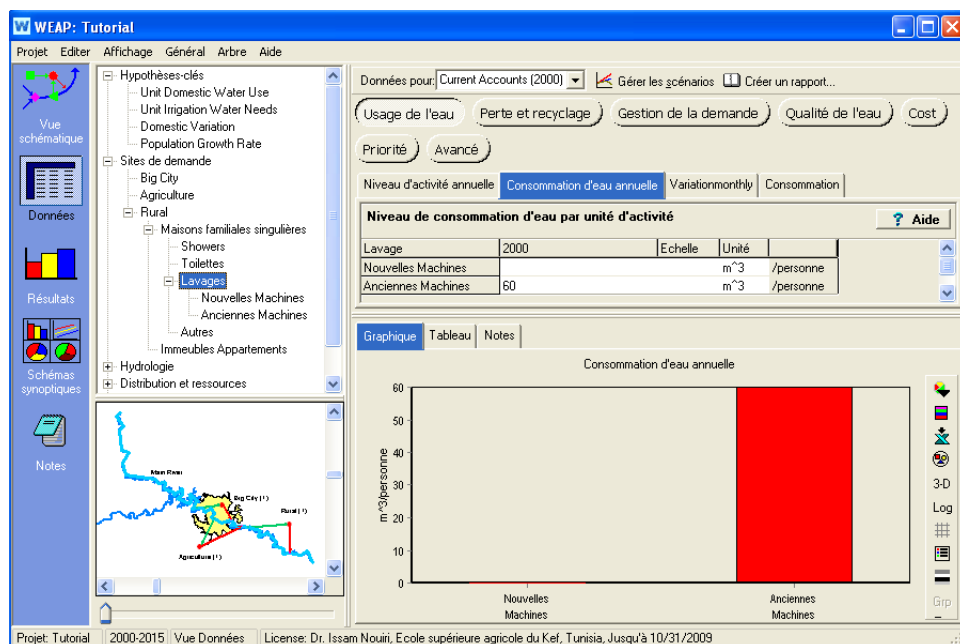 WEAP: Tutorial
Projet Editer Affichage Général Arbre Aide
Vue schématique
Données
Résultats
Schémas synoptiques
Notes
Hypothèses-clés
Unit Domestic Water Use
Unit Irrigation Water Needs
Domestic Variation
Population Growth Rate
Sites de demande
Big City
Agriculture
Rural
Maisons familiales singulières
Showers
Toilettes
Lavages
Nouvelles Machines
Anciennes Machines
Autres
Immeubles Appartements
Hydrologie
Distribution et ressources
Main River
Big City (1)
Rural (1)
Agriculture (1)
Données pour: Current Accounts (2000) Gérer les scénarios Créer un rapport...
Usage de l'eau Perte et recyclage Gestion de la demande Qualité de l'eau Cost
Priorité Avancé
Niveau d'activité annuelle Consommation d'eau annuelle Variationmonthly Consommation
Niveau de consommation d'eau par unité d'activité ? Aide
Lavage 2000 Echelle Unité
Nouvelles Machines m^3 /personne
Anciennes Machines 60 m^3 /personne
Graphique Tableau Notes
Consommation d'eau annuelle
m^3/personne
60
50
40
30
20
10
0
Nouvelles Machines
Anciennes Machines
3-D
Log
Grp
Projet: Tutorial 2000-2015 Vue Données License: Dr. Issam Nouiri, Ecole supérieure agricole du Kef, Tunisia, Jusqu'à 10/31/2009